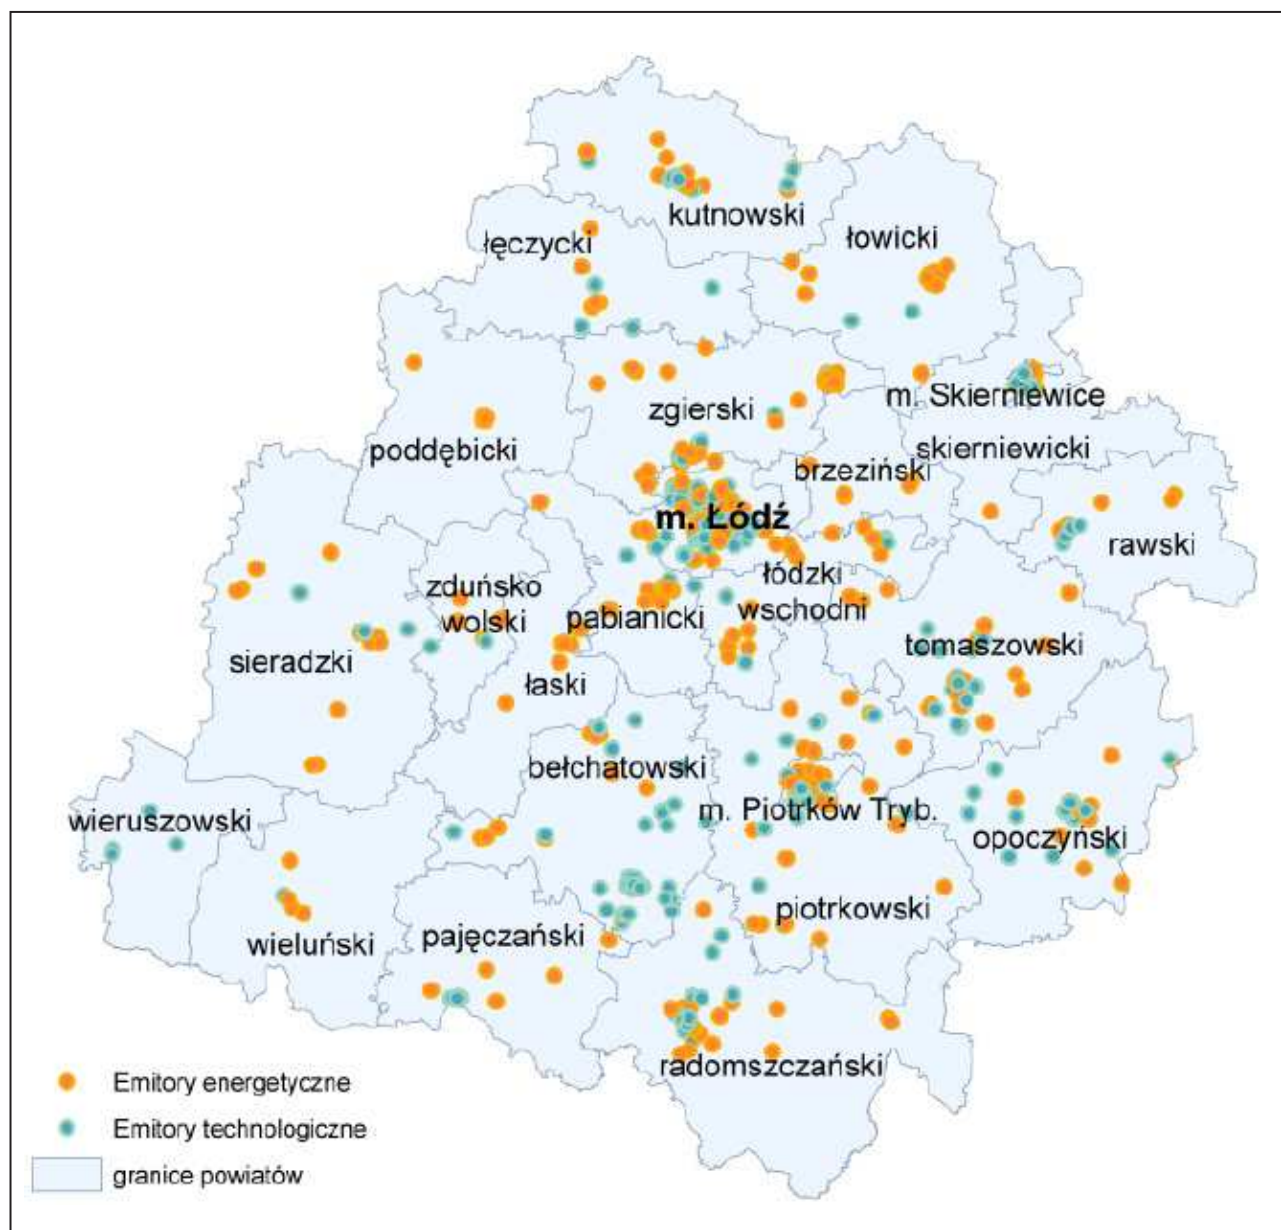 kutnowski
łęczycki
łowicki
m. Skierniewice
zgierski
skierniewicki
poddębicki
brzeziński
m. Łódź
rawski
zduńsko
wolski
łódzki
wschodni
pabianicki
tomaszowski
sieradzki
łaski
bełchatowski
m. Piotrków Tryb.
wieruszowski
opoczyński
piotrkowski
wieluński
pajęczański
radomszczański
Emitory energetyczne
Emitory technologiczne
granice powiatów